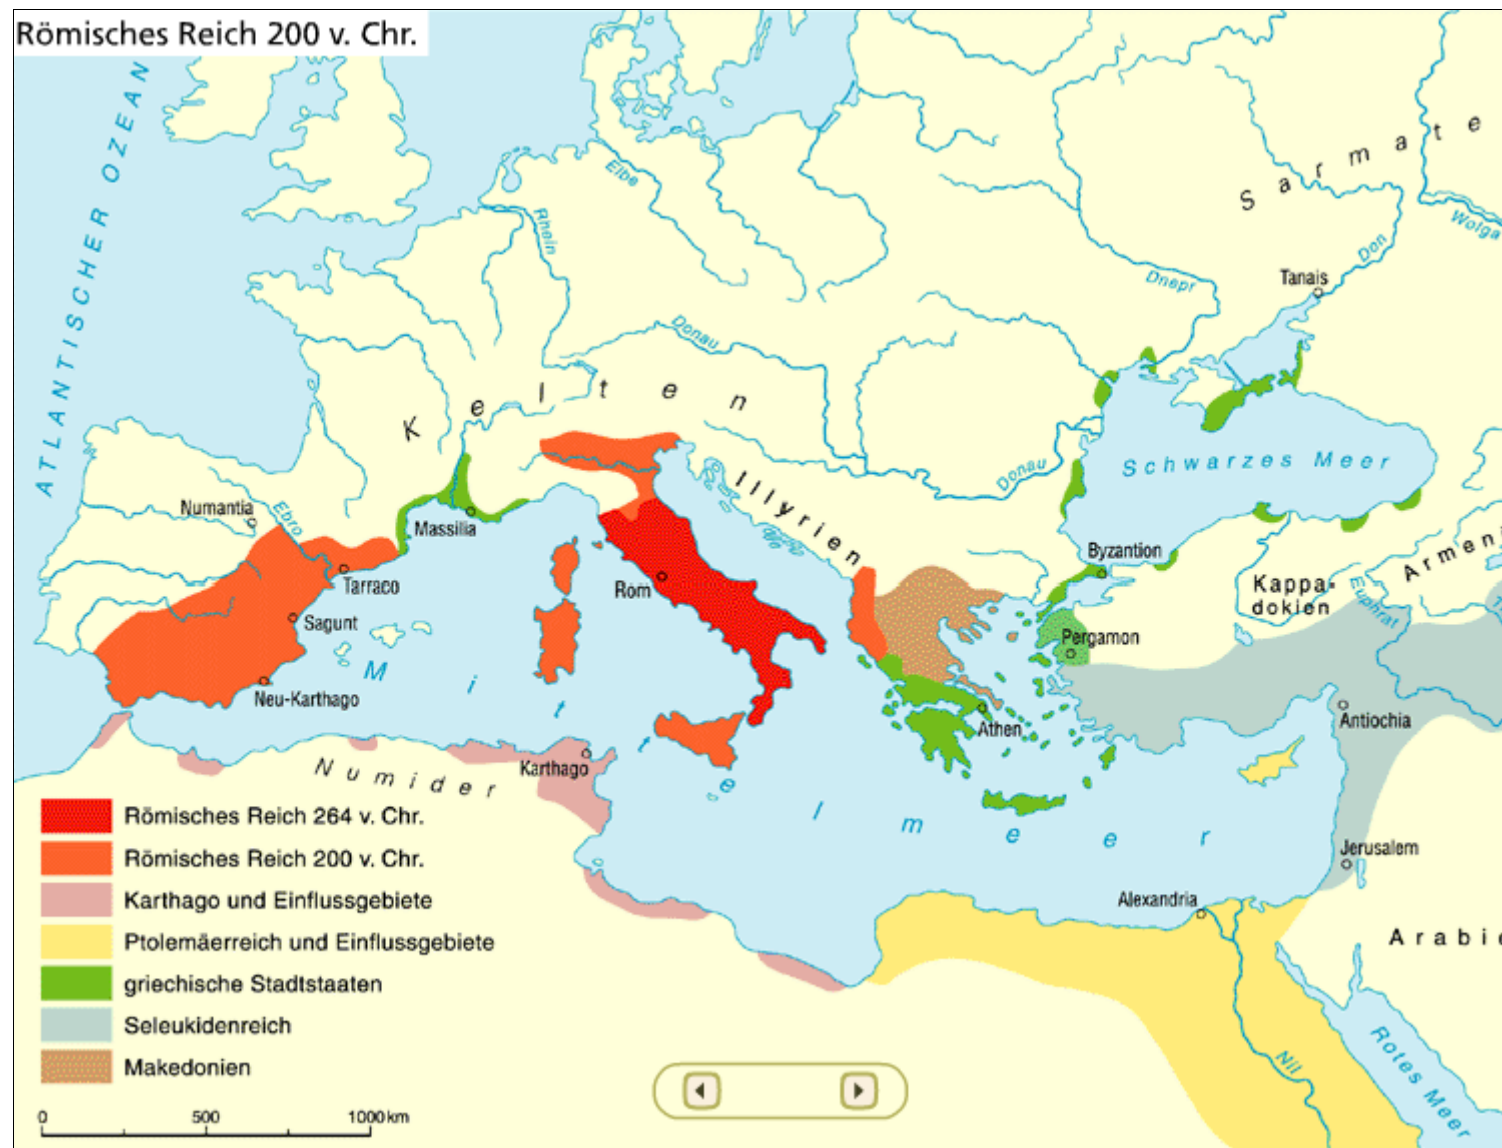 Römisches Reich 200 v. Chr.
ATLANTISCHER OZEAN
Elbe
Rhein
Sarmate
Wolga
Don
Tanais
Dnepr
Donau
Kelten
Donau
Schwarzes Meer
Illyrien
Numantia
Ebro
Massilia
Tarraco
Sagunt
Neu-Karthago
Rom
Byzantion
Kappa-
dokien
Armen
Euphrat
Pergamon
Athen
Antiochia
Mittelmeer
Numider
Karthago
Jerusalem
Alexandria
Arabie
Nil
Rotes Meer
Römisches Reich 264 v. Chr.
Römisches Reich 200 v. Chr.
Karthago und Einflussgebiete
Ptolemäerreich und Einflussgebiete
griechische Stadtstaaten
Seleukidenreich
Makedonien
0 500 1000 km